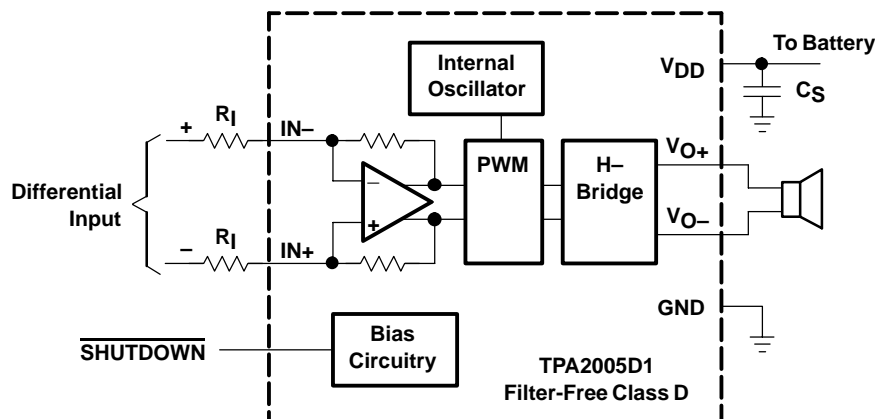 To Battery
Internal
Oscillator
VDD
CS
+
RI
IN–
PWM
H–
Bridge
VO+
Differential
Input
–
+
VO–
–
RI
IN+
GND
SHUTDOWN
Bias
Circuitry
TPA2005D1
Filter-Free Class D